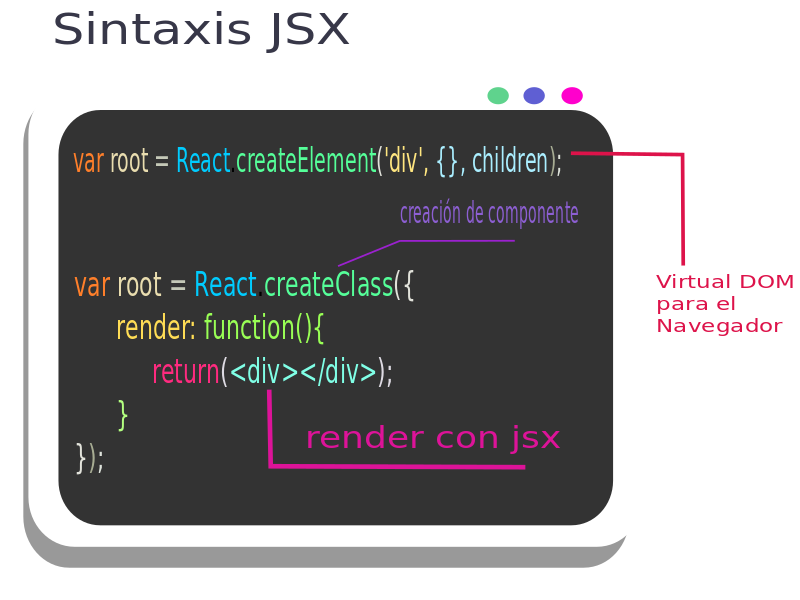 Sintaxis JSX
var root = React.createElement('div', {}, children);
creación de componente
var root = React.createClass({
render: function(){
return(<div></div>);
}
});
render con jsx
Virtual DOM
para el
Navegador